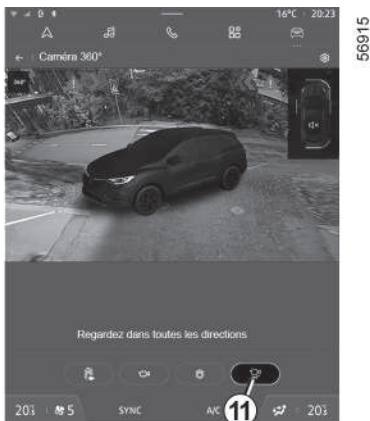 16°C 20:23
Caméra 360°
360°
Regardez dans toutes les directions
11
20.5 5 SYNC A/C 20.5
56915